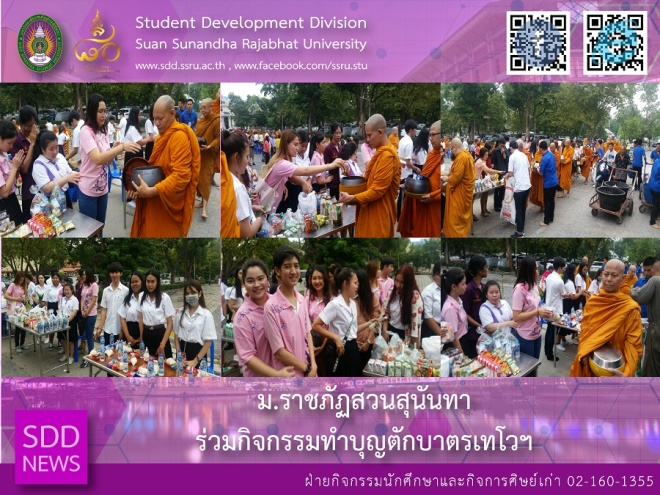 Student Development Division
Suan Sunandha Rajabhat University
www.sdd.ssru.ac.th , www.facebook.com/ssru.stu
ม.ราชภัฏสวนสุนันทา
ร่วมกิจกรรมทำบุญตักบาตรเทโวฯ
SDD
NEWS
ฝ่ายกิจกรรมนักศึกษาและกิจการศิษย์เก่า 02-160-1355